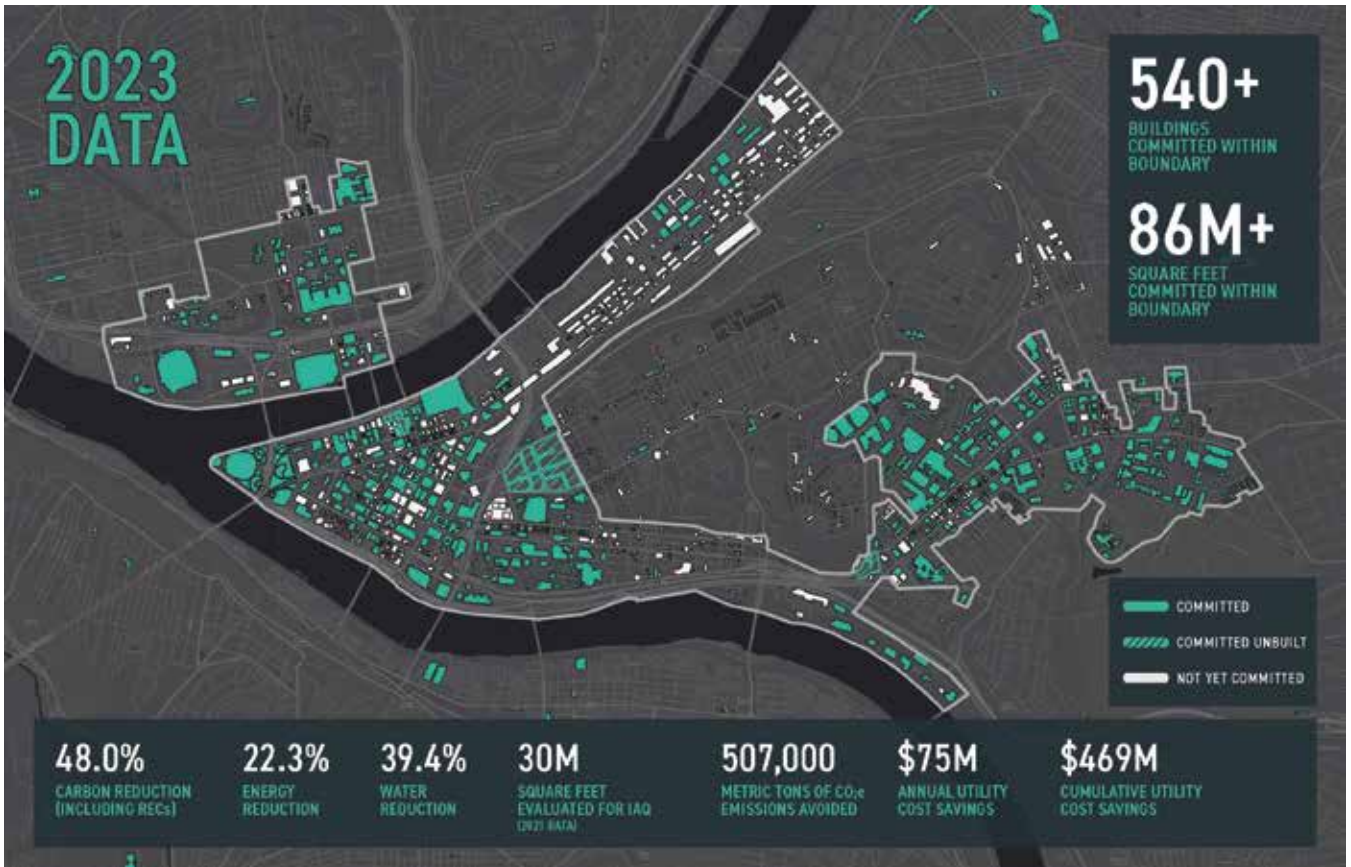 2023
DATA
540+
BUILDINGS
COMMITTED WITHIN
BOUNDARY
86M+
SQUARE FEET
COMMITTED WITHIN
BOUNDARY
COMMITTED
COMMITTED UNBUILT
NOT YET COMMITTED
48.0%
CARBON REDUCTION
(INCLUDING RECs)
22.3%
ENERGY
REDUCTION
39.4%
WATER
REDUCTION
30M
SQUARE FEET
EVALUATED FOR IAQ
(2021 DATA)
507,000
METRIC TONS OF CO₂e
EMISSIONS AVOIDED
$75M
ANNUAL UTILITY
COST SAVINGS
$469M
CUMULATIVE UTILITY
COST SAVINGS